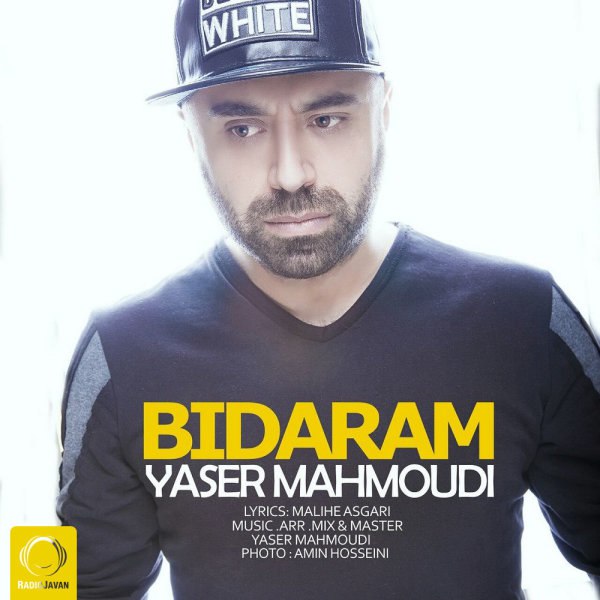 WHITE
BIDARAM
YASER MAHMOUDI
LYRICS: MALIHE ASGARI
MUSIC .ARR .MIX & MASTER
YASER MAHMOUDI
PHOTO : AMIN HOSSEINI
RADIO JAVAN